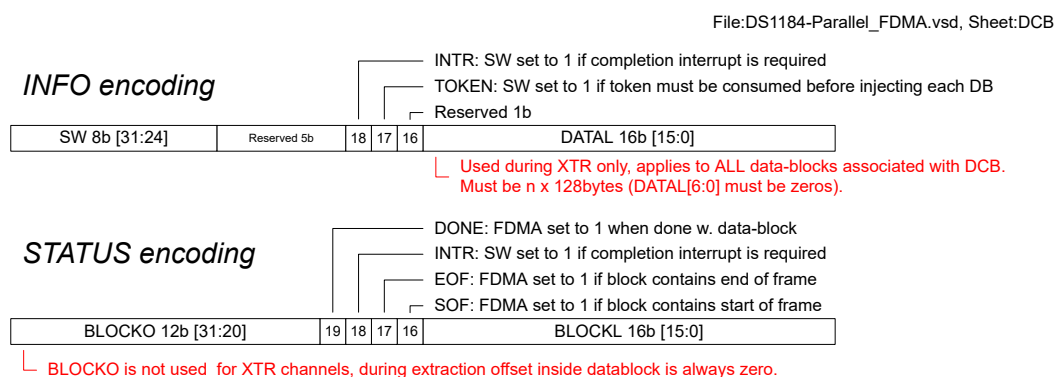 File:DS1184-Parallel_FDMA.vsd, Sheet:DCB
INFO encoding
INTR: SW set to 1 if completion interrupt is required
TOKEN: SW set to 1 if token must be consumed before injecting each DB
Reserved 1b
SW 8b [31:24] Reserved 5b 18 17 16 DATAL 16b [15:0]
Used during XTR only, applies to ALL data-blocks associated with DCB.
Must be n x 128bytes (DATAL[6:0] must be zeros).
STATUS encoding
DONE: FDMA set to 1 when done w. data-block
INTR: SW set to 1 if completion interrupt is required
EOF: FDMA set to 1 if block contains end of frame
SOF: FDMA set to 1 if block contains start of frame
BLOCKO 12b [31:20] 19 18 17 16 BLOCKL 16b [15:0]
BLOCKO is not used for XTR channels, during extraction offset inside datablock is always zero.